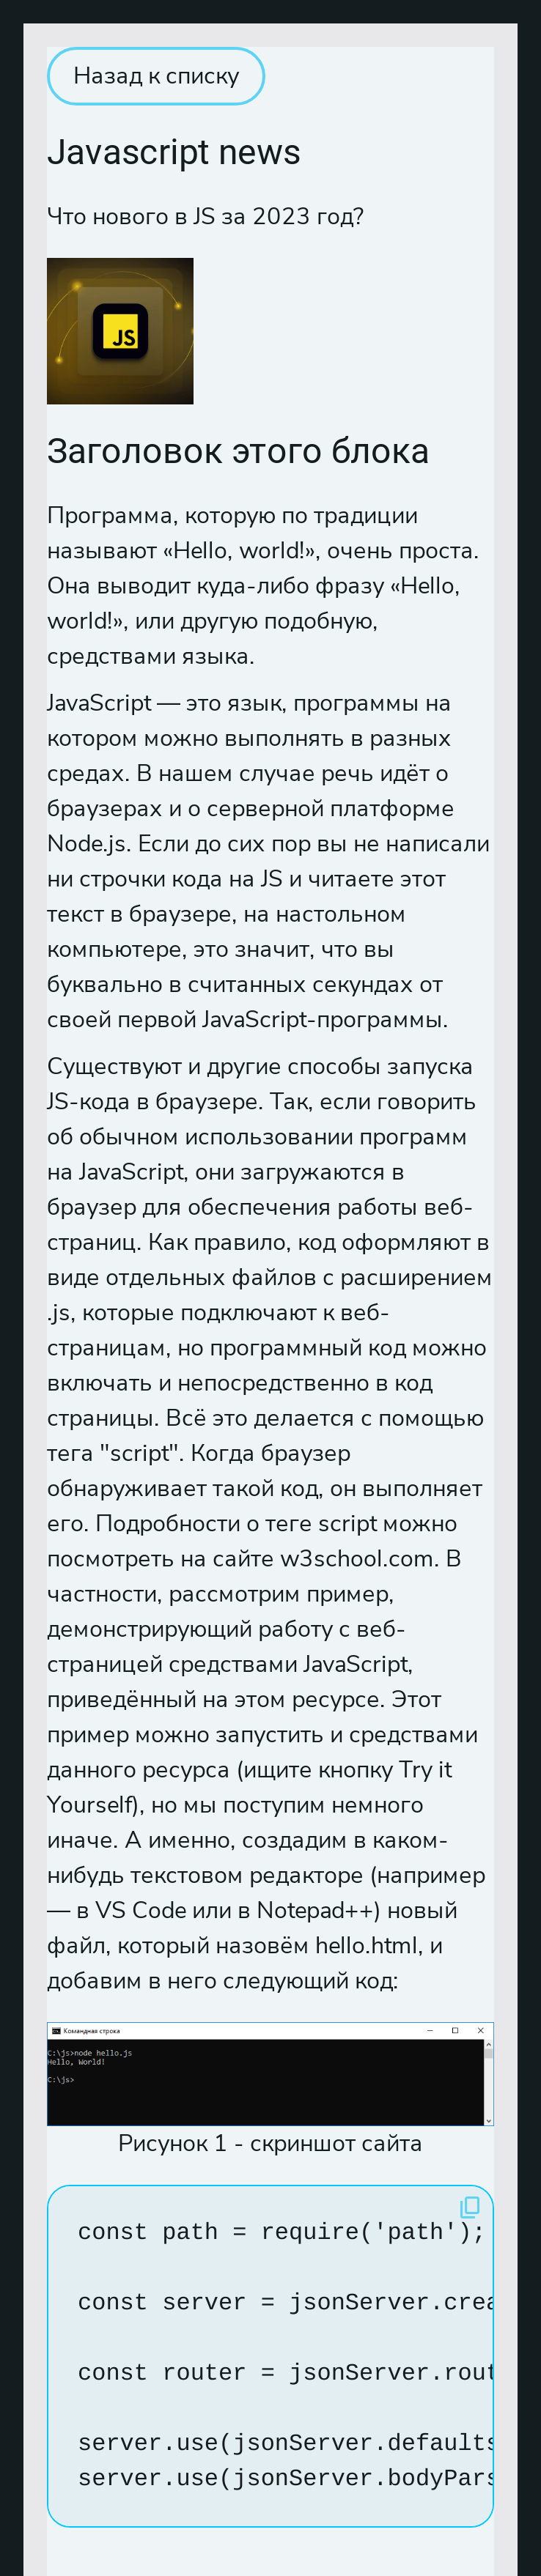 Назад к списку
Javascript news
Что нового в JS за 2023 год?
JS
Заголовок этого блока
Программа, которую по традиции
называют «Hello, world!», очень проста.
Она выводит куда-либо фразу «Hello,
world!», или другую подобную,
средствами языка.
JavaScript — это язык, программы на
котором можно выполнять в разных
средах. В нашем случае речь идёт о
браузерах и о серверной платформе
Node.js. Если до сих пор вы не написали
ни строчки кода на JS и читаете этот
текст в браузере, на настольном
компьютере, это значит, что вы
буквально в считанных секундах от
своей первой JavaScript-программы.
Существуют и другие способы запуска
JS-кода в браузере. Так, если говорить
об обычном использовании программ
на JavaScript, они загружаются в
браузер для обеспечения работы веб-
страниц. Как правило, код оформляют в
виде отдельных файлов с расширением
.js, которые подключают к веб-
страницам, но программный код можно
включать и непосредственно в код
страницы. Всё это делается с помощью
тега "script". Когда браузер
обнаруживает такой код, он выполняет
его. Подробности о теге script можно
посмотреть на сайте w3school.com. В
частности, рассмотрим пример,
демонстрирующий работу с веб-
страницей средствами JavaScript,
приведённый на этом ресурсе. Этот
пример можно запустить и средствами
данного ресурса (ищите кнопку Try it
Yourself), но мы поступим немного
иначе. А именно, создадим в каком-
нибудь текстовом редакторе (например
— в VS Code или в Notepad++) новый
файл, который назовём hello.html, и
добавим в него следующий код:
Командная строка
C:\js>node hello.js
Hello, World!
C:\js>
Рисунок 1 - скриншот сайта
const path = require('path');
const server = jsonServer.crea
const router = jsonServer.rout
server.use(jsonServer.defaults
server.use(jsonServer.bodyPars